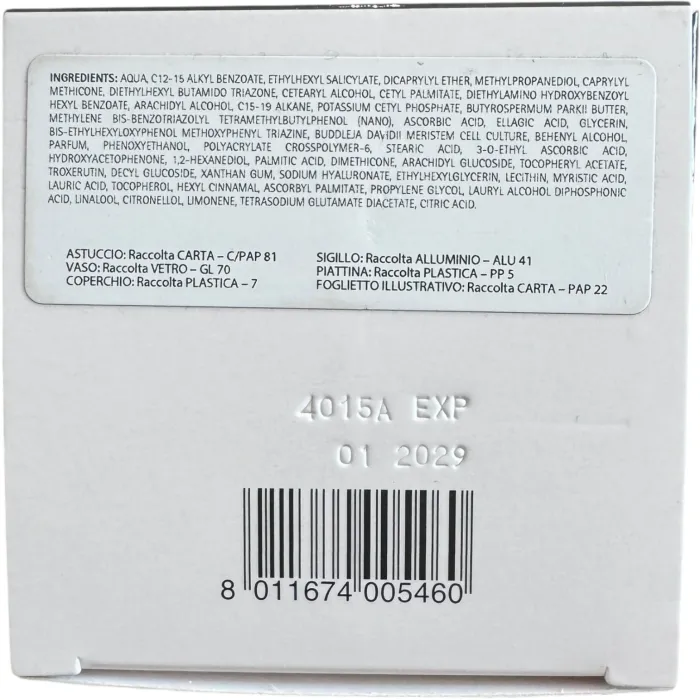 INGREDIENTS: AQUA, C12-15 ALKYL BENZOATE, ETHYLHEXYL SALICYLATE, DICAPRYLYL ETHER, METHYLPROPANEDIOL, CAPRYLYL
METHICONE, DIETHYLHEXYL BUTAMIDO TRIAZONE, CETEARYL ALCOHOL, CETYL PALMITATE, DIETHYLAMINO HYDROXYBENZOYL
HEXYL BENZOATE, ARACHIDYL ALCOHOL, C15-19 ALKANE, POTASSIUM CETYL PHOSPHATE, BUTYROSPERMUM PARKII BUTTER,
METHYLENE BIS-BENZOTRIAZOLYL TETRAMETHYLBUTYLPHENOL (NANO), ASCORBIC ACID, ELLAGIC ACID, GLYCERIN,
BIS-ETHYLHEXYLOXYPHENOL METHOXYPHENYL TRIAZINE, BUDDLEJA DAVIDII MERISTEM CELL CULTURE, BEHENYL ALCOHOL,
PARFUM, PHENOXYETHANOL, POLYACRYLATE CROSSPOLYMER-6, STEARIC ACID, 3-O-ETHYL ASCORBIC ACID,
HYDROXYACETOPHENONE, 1,2-HEXANEDIOL, PALMITIC ACID, DIMETHICONE, ARACHIDYL GLUCOSIDE, TOCOPHERYL ACETATE,
TROXERUTIN, DECYL GLUCOSIDE, XANTHAN GUM, SODIUM HYALURONATE, ETHYLHEXYLGLYCERIN, LECITHIN, MYRISTIC ACID,
LAURIC ACID, TOCOPHEROL, HEXYL CINNAMAL, ASCORBYL PALMITATE, PROPYLENE GLYCOL, LAURYL ALCOHOL DIPHOSPHONIC
ACID, LINALOOL, CITRONELLOL, LIMONENE, TETRASODIUM GLUTAMATE DIACETATE, CITRIC ACID.
ASTUCCIO: Raccolta CARTA – C/PAP 81
VASO: Raccolta VETRO – GL 70
COPERCHIO: Raccolta PLASTICA – 7
SIGILLO: Raccolta ALLUMINIO – ALU 41
PIATTINA: Raccolta PLASTICA – PP 5
FOGLIETTO ILLUSTRATIVO: Raccolta CARTA – PAP 22
4015A EXP
01 2029
8 011674 005460